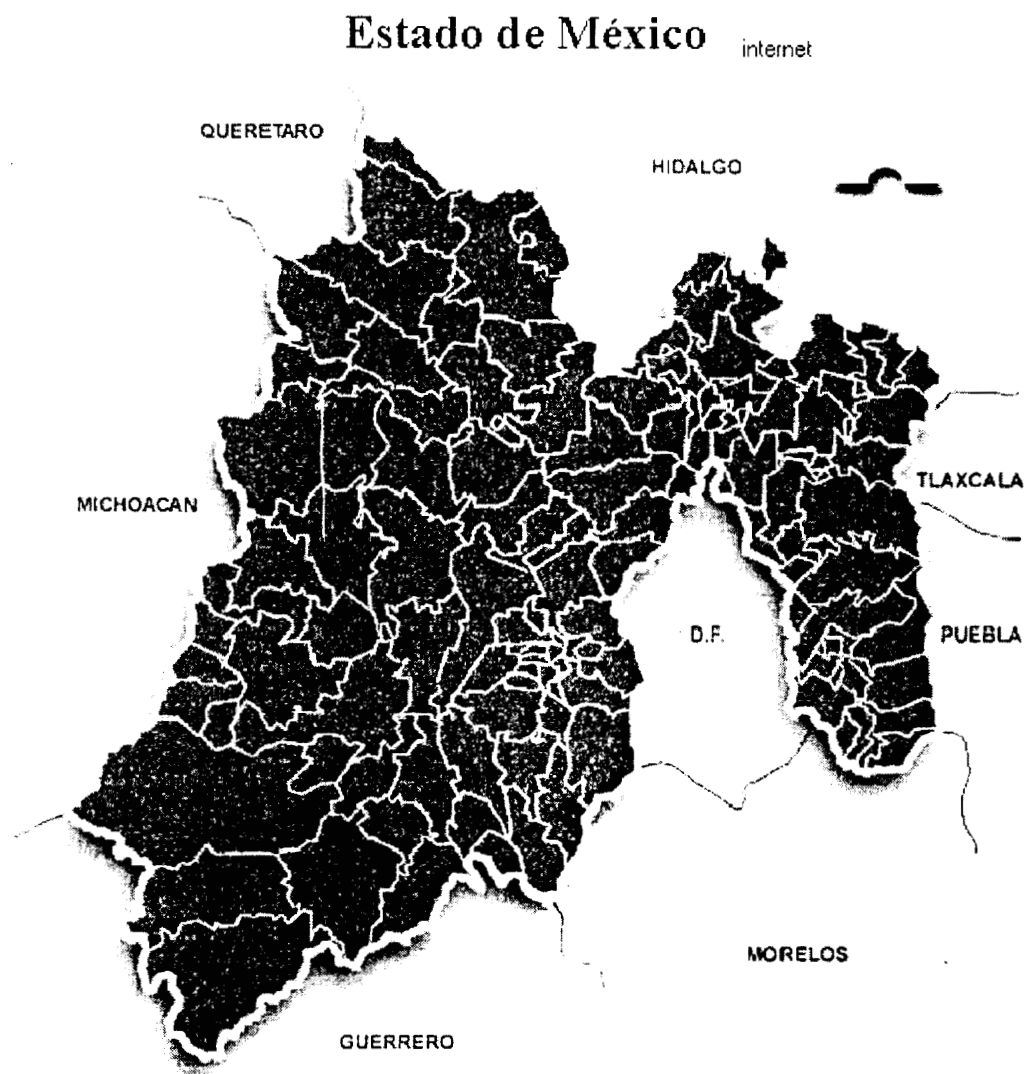 Estado de México
internet
QUERETARO
HIDALGO
MICHOACAN
TLAXCALA
D.F.
PUEBLA
MORELOS
GUERRERO